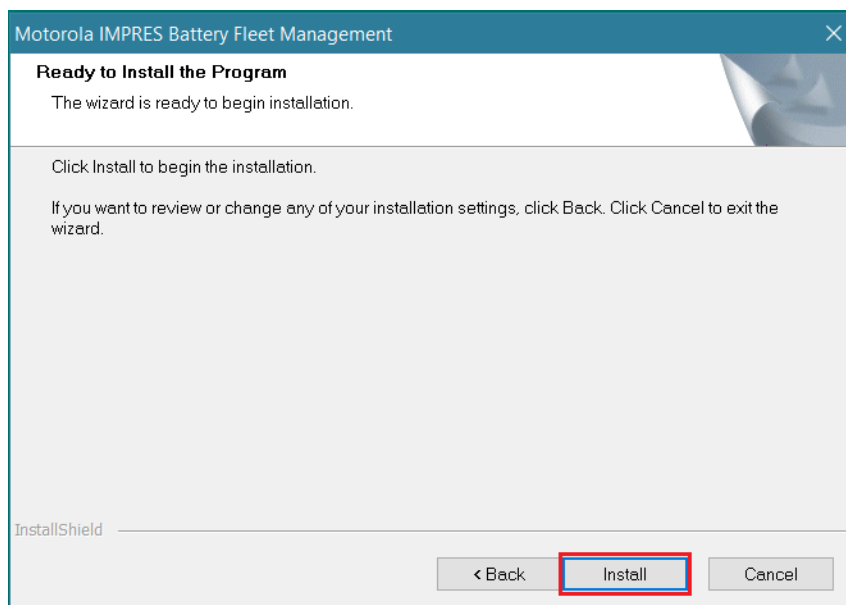 Motorola IMPRES Battery Fleet Management
Ready to Install the Program
The wizard is ready to begin installation.
Click Install to begin the installation.
If you want to review or change any of your installation settings, click Back. Click Cancel to exit the
wizard.
InstallShield
< Back
Install
Cancel